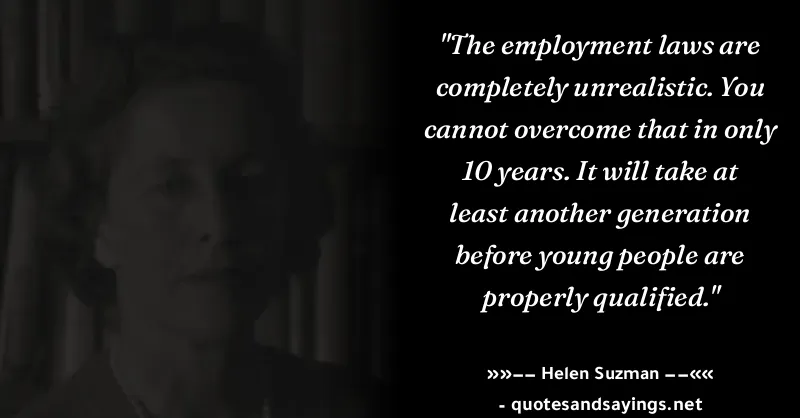 "The employment laws are
completely unrealistic. You
cannot overcome that in only
10 years. It will take at
least another generation
before young people are
properly qualified."
»»−− Helen Suzman −−««
- quotesandsayings.net